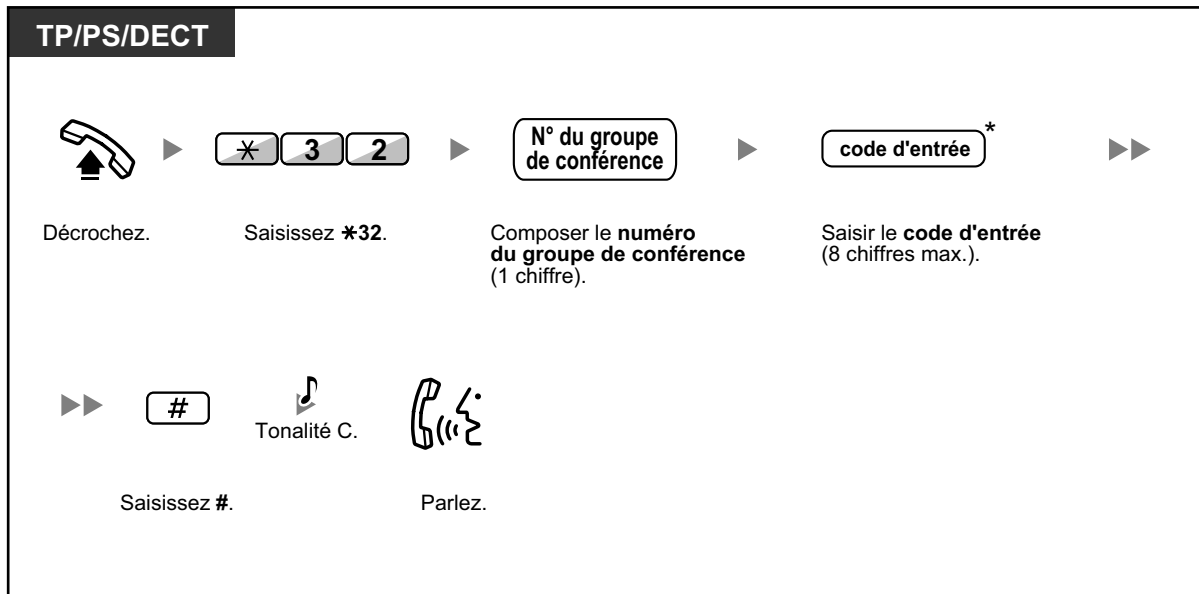 TP/PS/DECT
* 3 2
N° du groupe
de conférence
code d'entrée*
Décrochez.
Saisissez *32.
Composer le numéro
du groupe de conférence
(1 chiffre).
Saisir le code d'entrée
(8 chiffres max.).
#
Tonalité C.
Saisissez #.
Parlez.